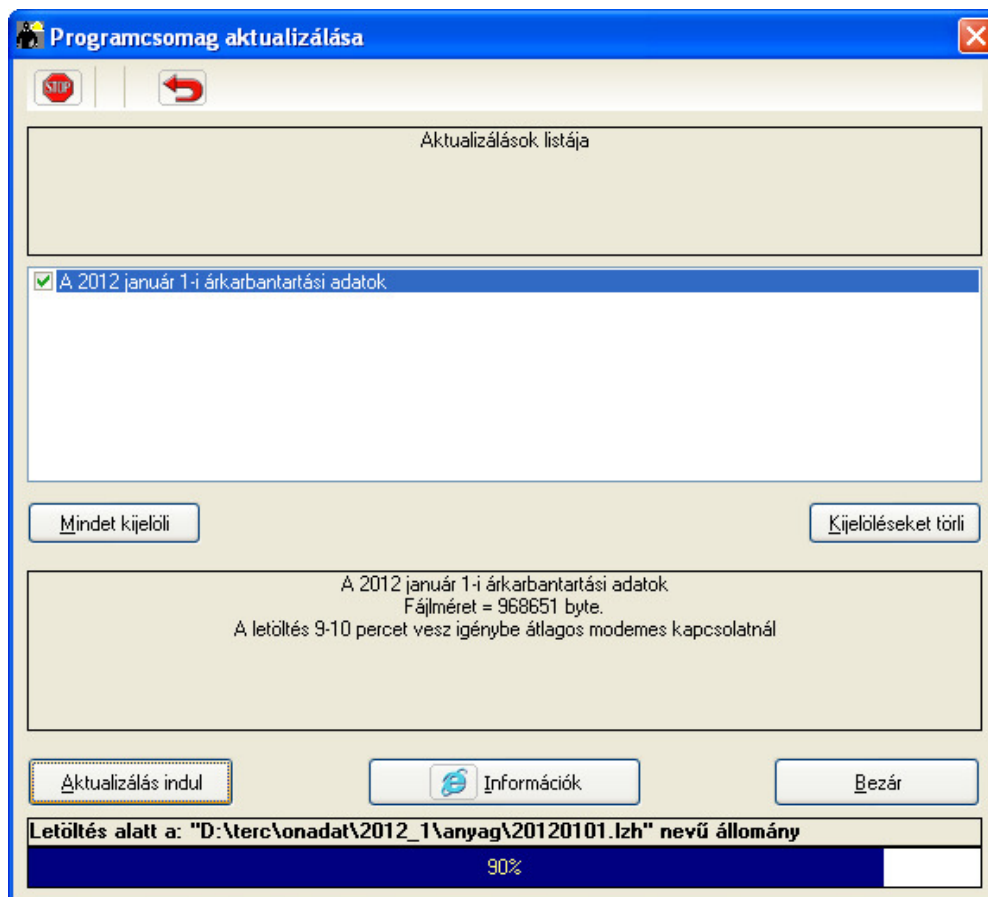 Programcsomag aktualizálása
STOP
Aktualizálások listája
A 2012 január 1-i árkarbantartási adatok
Mindet kijelöli
Kijelöléseket törli
A 2012 január 1-i árkarbantartási adatok
Fájlméret = 968651 byte.
A letöltés 9-10 percet vesz igénybe átlagos modemes kapcsolatnál
Aktualizálás indul
Információk
Bezár
Letöltés alatt a: "D:\terc\onadat\2012_1\anyag\20120101.lzh" nevű állomány
90%